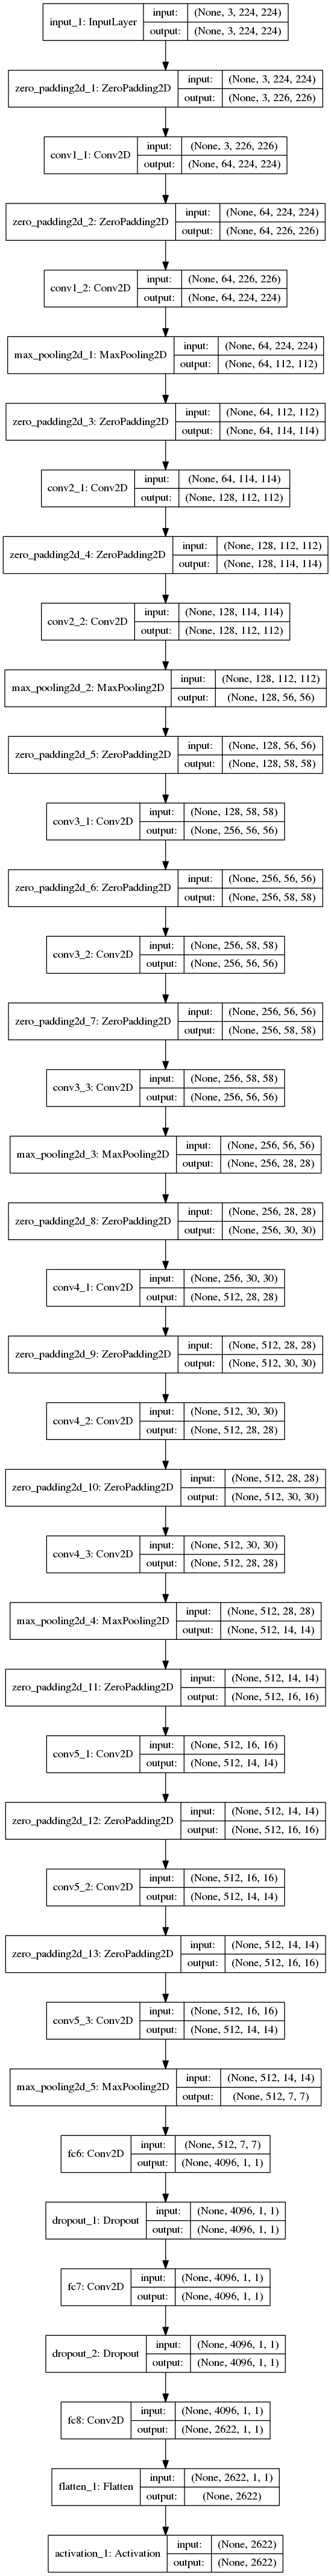 input_1: InputLayer
input: (None, 3, 224, 224)
output: (None, 3, 224, 224)
zero_padding2d_1: ZeroPadding2D
input: (None, 3, 224, 224)
output: (None, 3, 226, 226)
conv1_1: Conv2D
input: (None, 3, 226, 226)
output: (None, 64, 224, 224)
zero_padding2d_2: ZeroPadding2D
input: (None, 64, 224, 224)
output: (None, 64, 226, 226)
conv1_2: Conv2D
input: (None, 64, 226, 226)
output: (None, 64, 224, 224)
max_pooling2d_1: MaxPooling2D
input: (None, 64, 224, 224)
output: (None, 64, 112, 112)
zero_padding2d_3: ZeroPadding2D
input: (None, 64, 112, 112)
output: (None, 64, 114, 114)
conv2_1: Conv2D
input: (None, 64, 114, 114)
output: (None, 128, 112, 112)
zero_padding2d_4: ZeroPadding2D
input: (None, 128, 112, 112)
output: (None, 128, 114, 114)
conv2_2: Conv2D
input: (None, 128, 114, 114)
output: (None, 128, 112, 112)
max_pooling2d_2: MaxPooling2D
input: (None, 128, 112, 112)
output: (None, 128, 56, 56)
zero_padding2d_5: ZeroPadding2D
input: (None, 128, 56, 56)
output: (None, 128, 58, 58)
conv3_1: Conv2D
input: (None, 128, 58, 58)
output: (None, 256, 56, 56)
zero_padding2d_6: ZeroPadding2D
input: (None, 256, 56, 56)
output: (None, 256, 58, 58)
conv3_2: Conv2D
input: (None, 256, 58, 58)
output: (None, 256, 56, 56)
zero_padding2d_7: ZeroPadding2D
input: (None, 256, 56, 56)
output: (None, 256, 58, 58)
conv3_3: Conv2D
input: (None, 256, 58, 58)
output: (None, 256, 56, 56)
max_pooling2d_3: MaxPooling2D
input: (None, 256, 56, 56)
output: (None, 256, 28, 28)
zero_padding2d_8: ZeroPadding2D
input: (None, 256, 28, 28)
output: (None, 256, 30, 30)
conv4_1: Conv2D
input: (None, 256, 30, 30)
output: (None, 512, 28, 28)
zero_padding2d_9: ZeroPadding2D
input: (None, 512, 28, 28)
output: (None, 512, 30, 30)
conv4_2: Conv2D
input: (None, 512, 30, 30)
output: (None, 512, 28, 28)
zero_padding2d_10: ZeroPadding2D
input: (None, 512, 28, 28)
output: (None, 512, 30, 30)
conv4_3: Conv2D
input: (None, 512, 30, 30)
output: (None, 512, 28, 28)
max_pooling2d_4: MaxPooling2D
input: (None, 512, 28, 28)
output: (None, 512, 14, 14)
zero_padding2d_11: ZeroPadding2D
input: (None, 512, 14, 14)
output: (None, 512, 16, 16)
conv5_1: Conv2D
input: (None, 512, 16, 16)
output: (None, 512, 14, 14)
zero_padding2d_12: ZeroPadding2D
input: (None, 512, 14, 14)
output: (None, 512, 16, 16)
conv5_2: Conv2D
input: (None, 512, 16, 16)
output: (None, 512, 14, 14)
zero_padding2d_13: ZeroPadding2D
input: (None, 512, 14, 14)
output: (None, 512, 16, 16)
conv5_3: Conv2D
input: (None, 512, 16, 16)
output: (None, 512, 14, 14)
max_pooling2d_5: MaxPooling2D
input: (None, 512, 14, 14)
output: (None, 512, 7, 7)
fc6: Conv2D
input: (None, 512, 7, 7)
output: (None, 4096, 1, 1)
dropout_1: Dropout
input: (None, 4096, 1, 1)
output: (None, 4096, 1, 1)
fc7: Conv2D
input: (None, 4096, 1, 1)
output: (None, 4096, 1, 1)
dropout_2: Dropout
input: (None, 4096, 1, 1)
output: (None, 4096, 1, 1)
fc8: Conv2D
input: (None, 4096, 1, 1)
output: (None, 2622, 1, 1)
flatten_1: Flatten
input: (None, 2622, 1, 1)
output: (None, 2622)
activation_1: Activation
input: (None, 2622)
output: (None, 2622)